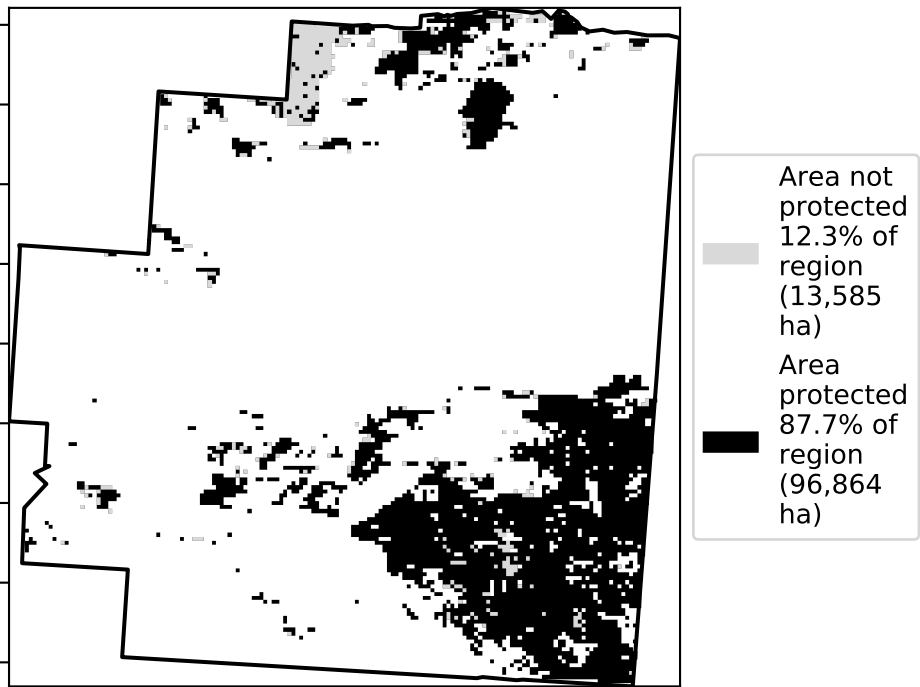 Area not
protected
12.3% of
region
(13,585
ha)
Area
protected
87.7% of
region
(96,864
ha)